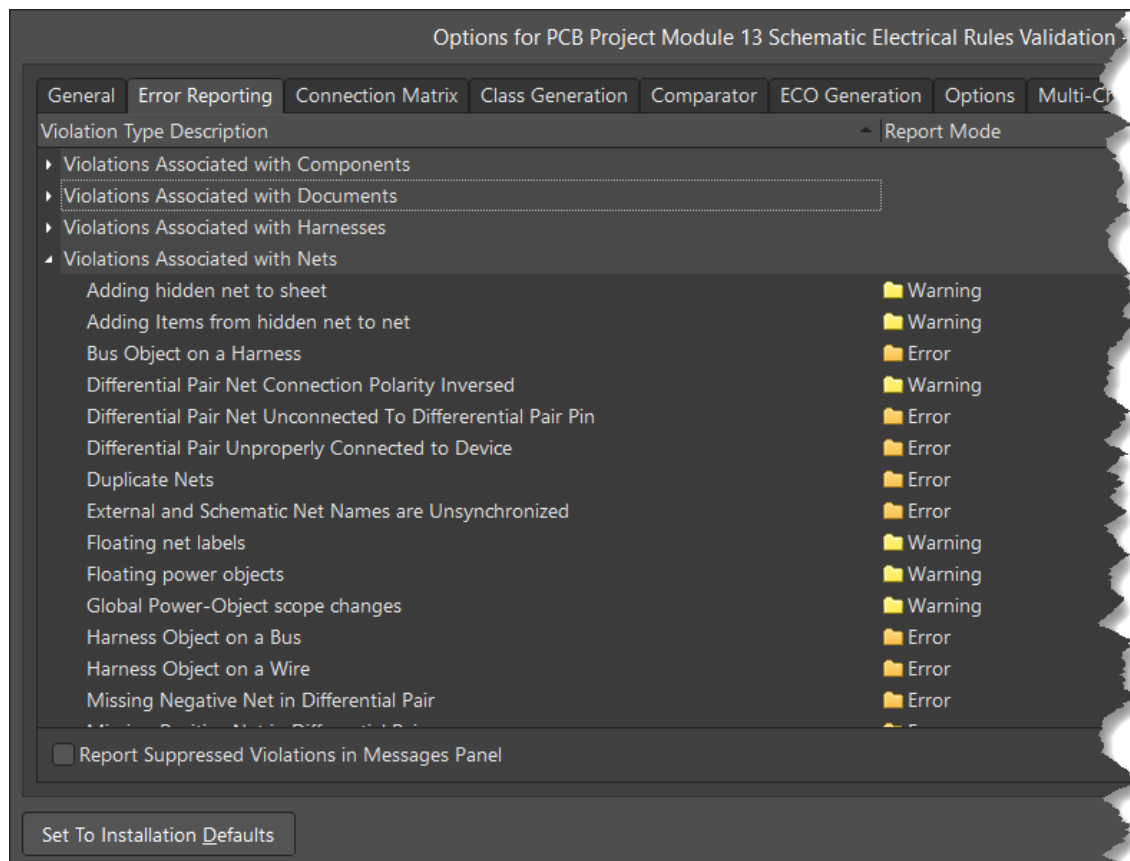 Options for PCB Project Module 13 Schematic Electrical Rules Validation -
General Error Reporting Connection Matrix Class Generation Comparator ECO Generation Options Multi-Ch
Violation Type Description Report Mode
Violations Associated with Components
Violations Associated with Documents
Violations Associated with Harnesses
Violations Associated with Nets
Adding hidden net to sheet Warning
Adding Items from hidden net to net Warning
Bus Object on a Harness Error
Differential Pair Net Connection Polarity Inversed Warning
Differential Pair Net Unconnected To Differerential Pair Pin Error
Differential Pair Unproperly Connected to Device Error
Duplicate Nets Error
External and Schematic Net Names are Unsynchronized Error
Floating net labels Warning
Floating power objects Warning
Global Power-Object scope changes Warning
Harness Object on a Bus Error
Harness Object on a Wire Error
Missing Negative Net in Differential Pair Error
Report Suppressed Violations in Messages Panel
Set To Installation Defaults